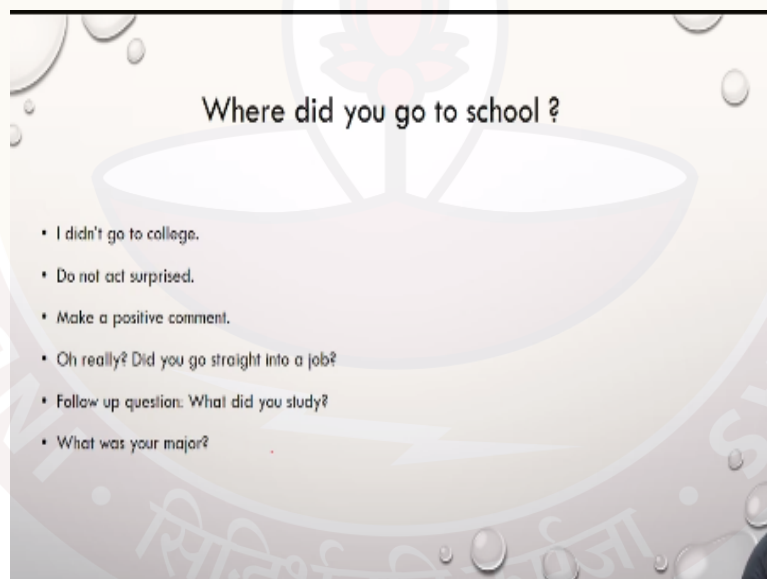 Where did you go to school ?
• I didn't go to college.
• Do not act surprised.
• Make a positive comment.
• Oh really? Did you go straight into a job?
• Follow up question: What did you study?
• What was your major?